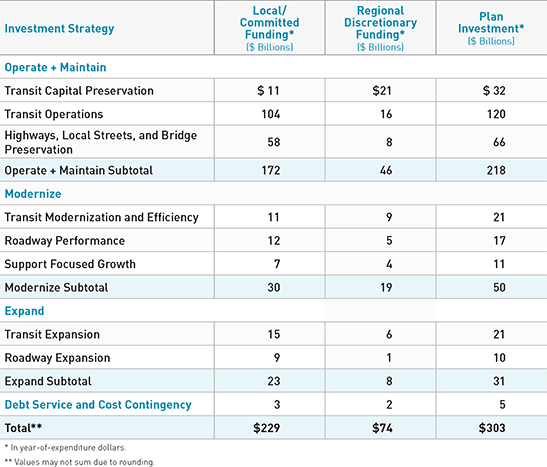 Investment Strategy Local/ Committed Funding* ($ Billions) Regional Discretionary Funding* ($ Billions) Plan Investment* ($ Billions)
Operate + Maintain
Transit Capital Preservation $ 11 $21 $ 32
Transit Operations 104 16 120
Highways, Local Streets, and Bridge
Preservation 58 8 66
Operate + Maintain Subtotal 172 46 218
Modernize
Transit Modernization and Efficiency 11 9 21
Roadway Performance 12 5 17
Support Focused Growth 7 4 11
Modernize Subtotal 30 19 50
Expand
Transit Expansion 15 6 21
Roadway Expansion 9 1 10
Expand Subtotal 23 8 31
Debt Service and Cost Contingency 3 2 5
Total** $229 $74 $303
* In year-of-expenditure dollars.
** Values may not sum due to rounding.